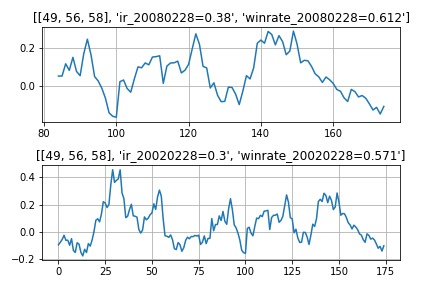 [[49, 56, 58], 'ir_20080228=0.38', 'winrate_20080228=0.612']
0.2
0.0
80 100 120 140 160
[[49, 56, 58], 'ir_20020228=0.3', 'winrate_20020228=0.571']
0.4
0.2
0.0
−0.2
0 25 50 75 100 125 150 175